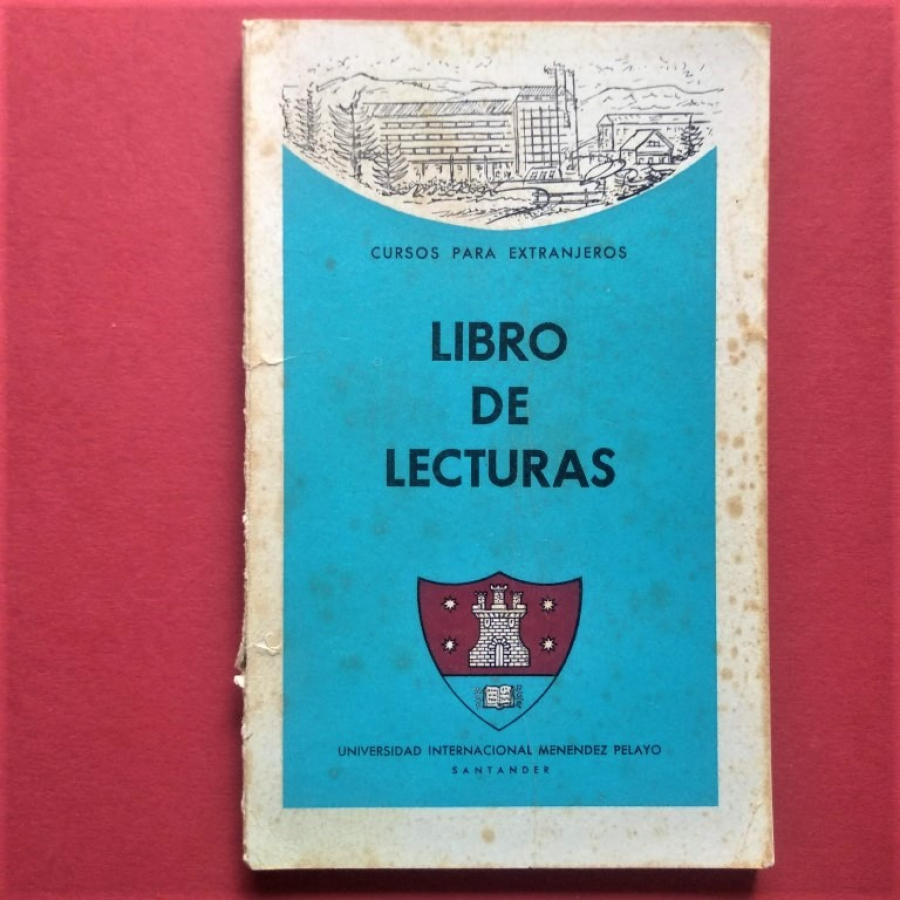 CURSOS PARA EXTRANJEROS
LIBRO
DE
LECTURAS
UNIVERSIDAD INTERNACIONAL MENENDEZ PELAYO
SANTANDER